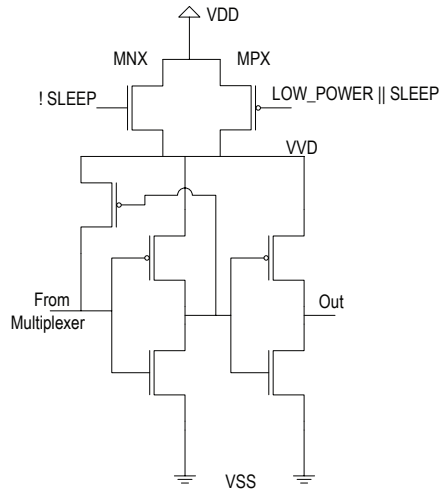 VDD
MNX
MPX
! SLEEP
LOW_POWER || SLEEP
VVD
From
Multiplexer
Out
VSS